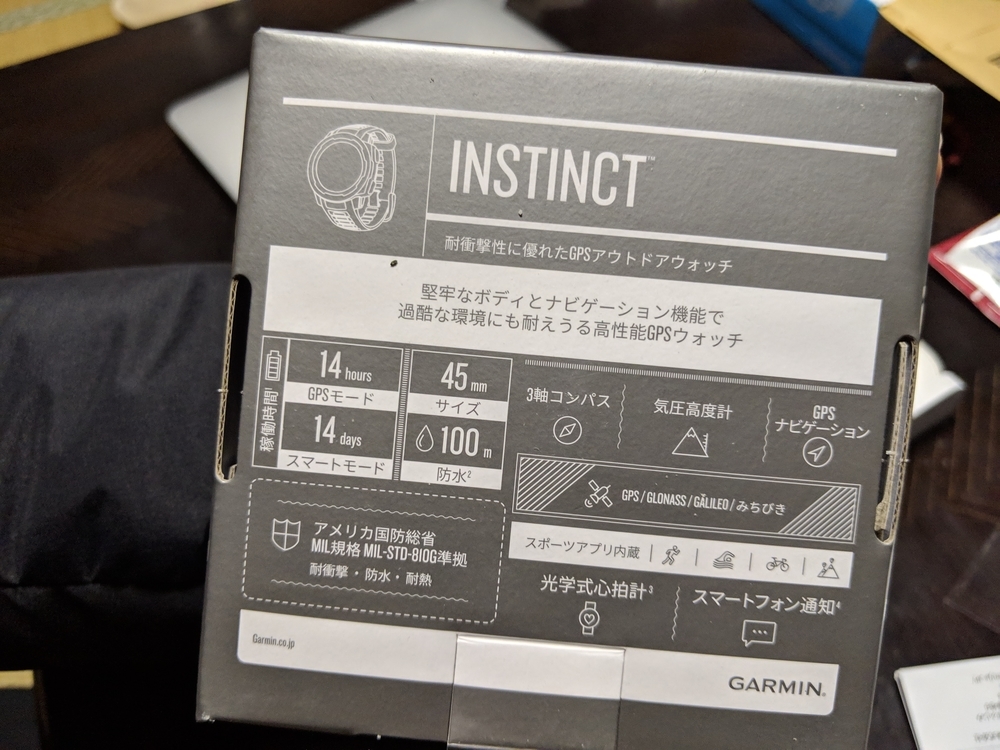 INSTINCT™
耐衝撃性に優れたGPSアウトドアウォッチ
堅牢なボディとナビゲーション機能で
過酷な環境にも耐えうる高性能GPSウォッチ
稼働時間¹
14 hours
GPSモード
14 days
スマートモード
45 mm
サイズ
100 m
防水²
3軸コンパス
気圧高度計
GPS
ナビゲーション
GPS / GLONASS / GALILEO / みちびき
アメリカ国防総省
MIL規格 MIL-STD-810G準拠
耐衝撃・防水・耐熱
スポーツアプリ内蔵
光学式心拍計³
スマートフォン通知⁴
Garmin.co.jp
GARMIN®